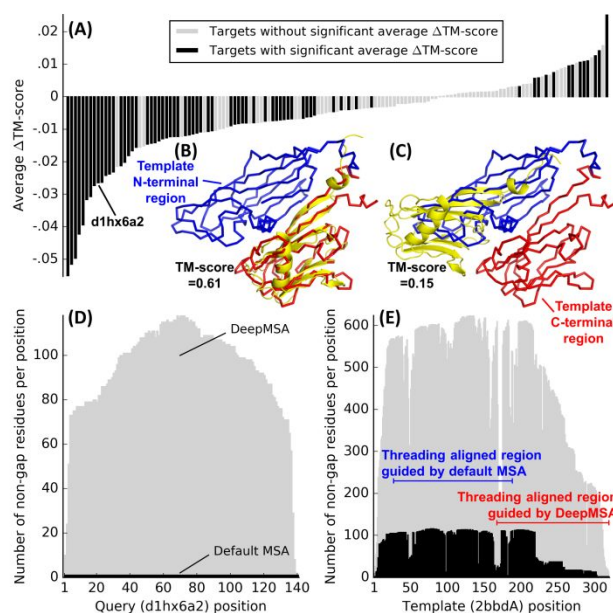 (A)
Targets without significant average ΔTM-score
Targets with significant average ΔTM-score
Average ΔTM-score
.02
.01
0
-.01
-.02
-.03
-.04
-.05
d1hx6a2
(B)
Template
N-terminal
region
TM-score
=0.61
(C)
TM-score
=0.15
Template
C-terminal
region
(D)
Number of non-gap residues per position
100
80
60
40
20
0
DeepMSA
Default MSA
1 20 40 60 80 100 120 140
Query (d1hx6a2) position
(E)
Number of non-gap residues per position
600
500
400
300
200
100
0
Threading aligned region
guided by default MSA
Threading aligned region
guided by DeepMSA
1 50 100 150 200 250 300
Template (2bbdA) position